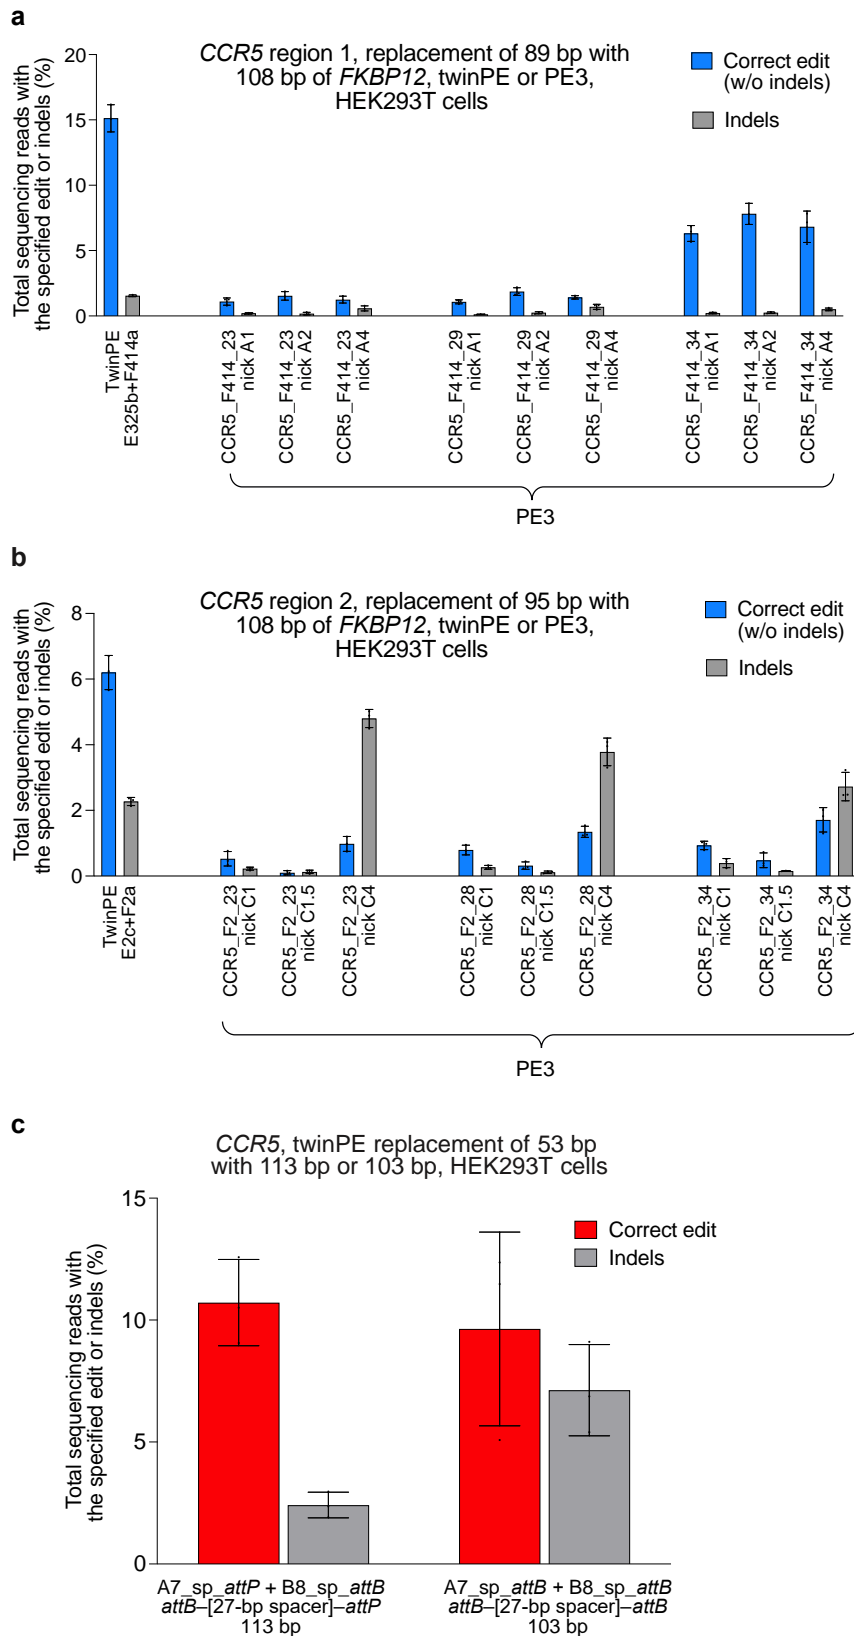 a
CCR5 region 1, replacement of 89 bp with
108 bp of FKBP12, twinPE or PE3,
HEK293T cells
Correct edit
(w/o indels)
Indels
Total sequencing reads with
the specified edit or indels (%)
20
15
10
5
0
TwinPE
E325b+F414a
CCR5_F414_23
nick A1
CCR5_F414_23
nick A2
CCR5_F414_23
nick A4
CCR5_F414_29
nick A1
CCR5_F414_29
nick A2
CCR5_F414_29
nick A4
CCR5_F414_34
nick A1
CCR5_F414_34
nick A2
CCR5_F414_34
nick A4
PE3
b
CCR5 region 2, replacement of 95 bp with
108 bp of FKBP12, twinPE or PE3,
HEK293T cells
Correct edit
(w/o indels)
Indels
Total sequencing reads with
the specified edit or indels (%)
8
6
4
2
0
TwinPE
E2c+F2a
CCR5_F2_23
nick C1
CCR5_F2_23
nick C1.5
CCR5_F2_23
nick C4
CCR5_F2_28
nick C1
CCR5_F2_28
nick C1.5
CCR5_F2_28
nick C4
CCR5_F2_34
nick C1
CCR5_F2_34
nick C1.5
CCR5_F2_34
nick C4
PE3
c
CCR5, twinPE replacement of 53 bp
with 113 bp or 103 bp, HEK293T cells
Correct edit
Indels
Total sequencing reads with
the specified edit or indels (%)
15
10
5
0
A7_sp_attP + B8_sp_attB
attB–[27-bp spacer]–attP
113 bp
A7_sp_attB + B8_sp_attB
attB–[27-bp spacer]–attB
103 bp